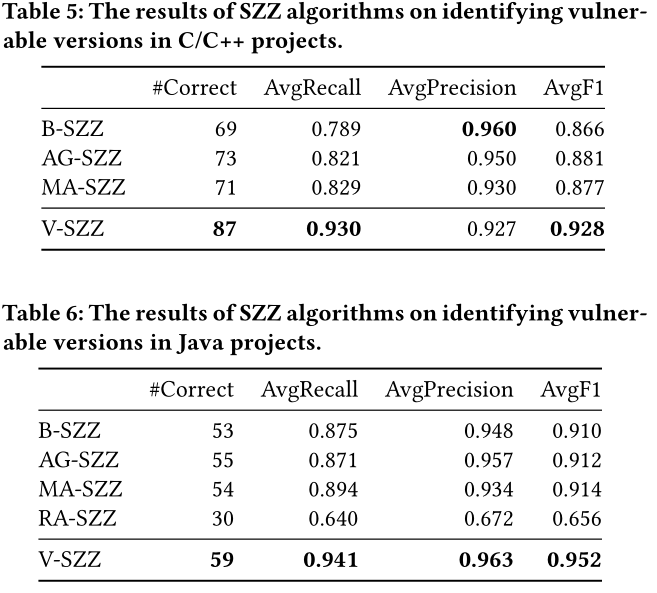 Table 5: The results of SZZ algorithms on identifying vulner-
able versions in C/C++ projects.
#Correct AvgRecall AvgPrecision AvgF1
B-SZZ 69 0.789 0.960 0.866
AG-SZZ 73 0.821 0.950 0.881
MA-SZZ 71 0.829 0.930 0.877
V-SZZ 87 0.930 0.927 0.928
Table 6: The results of SZZ algorithms on identifying vulner-
able versions in Java projects.
#Correct AvgRecall AvgPrecision AvgF1
B-SZZ 53 0.875 0.948 0.910
AG-SZZ 55 0.871 0.957 0.912
MA-SZZ 54 0.894 0.934 0.914
RA-SZZ 30 0.640 0.672 0.656
V-SZZ 59 0.941 0.963 0.952